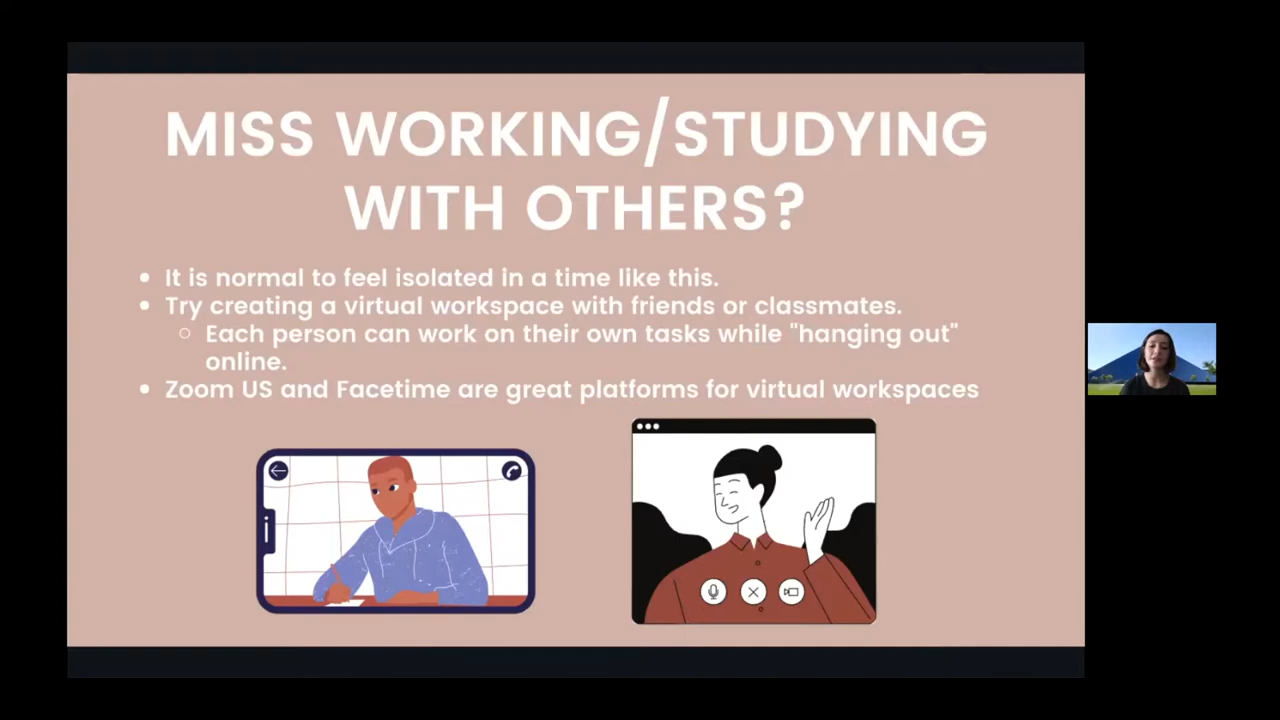 MISS WORKING/STUDYING
WITH OTHERS?
It is normal to feel isolated in a time like this.
Try creating a virtual workspace with friends or classmates.
Each person can work on their own tasks while "hanging out"
online.
Zoom US and Facetime are great platforms for virtual workspaces